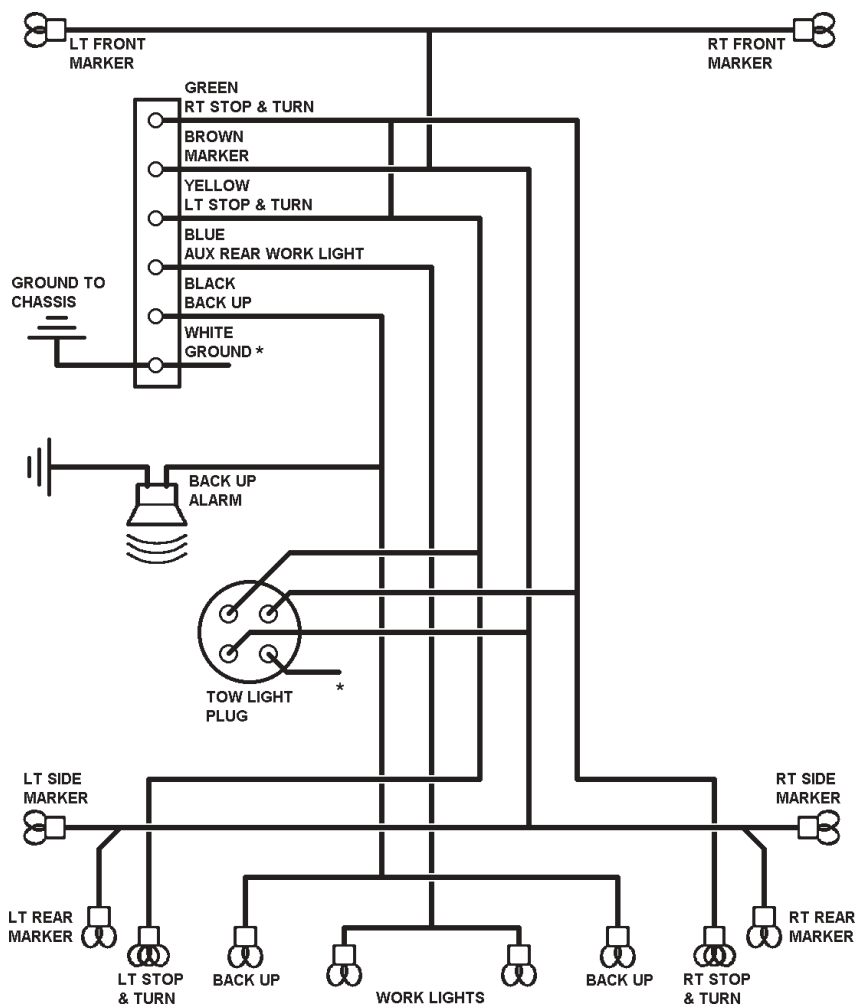 LT FRONT
MARKER
RT FRONT
MARKER
GREEN
RT STOP & TURN
BROWN
MARKER
YELLOW
LT STOP & TURN
BLUE
AUX REAR WORK LIGHT
GROUND TO
CHASSIS
BLACK
BACK UP
WHITE
GROUND *
BACK UP
ALARM
TOW LIGHT
PLUG
*
LT SIDE
MARKER
RT SIDE
MARKER
LT REAR
MARKER
RT REAR
MARKER
LT STOP
& TURN
BACK UP
WORK LIGHTS
BACK UP
RT STOP
& TURN